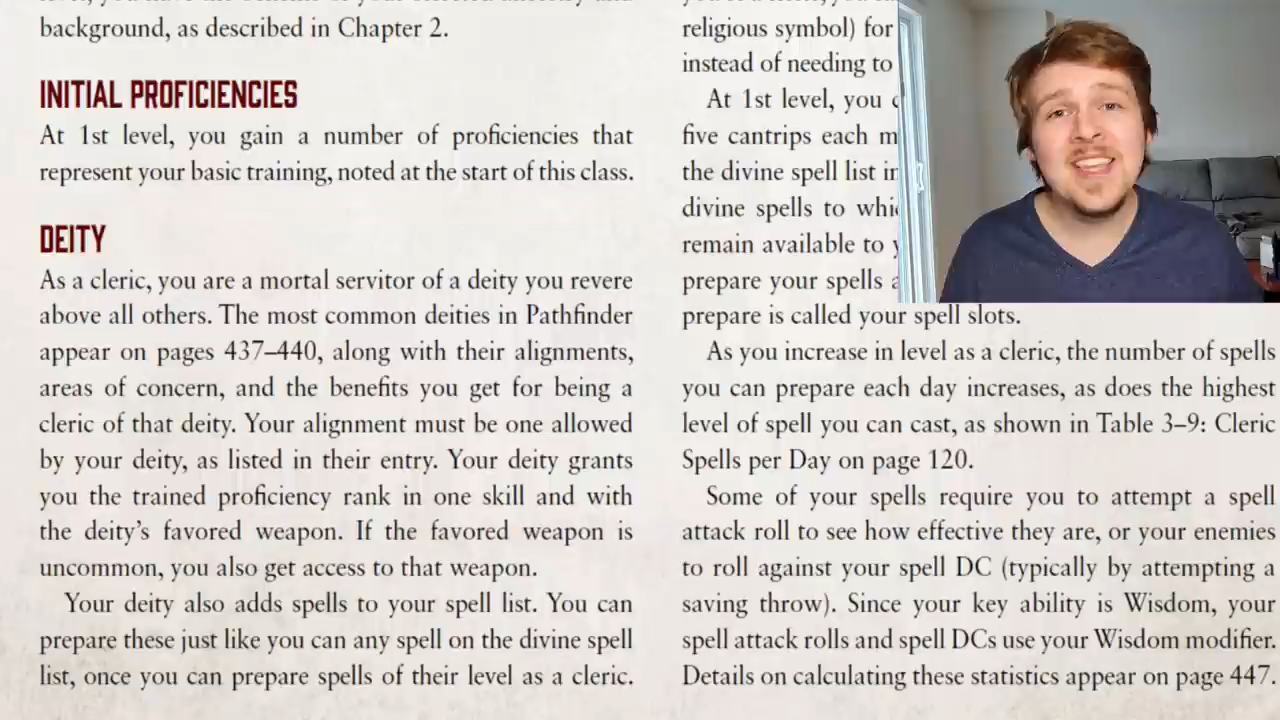 background, as described in Chapter 2.
INITIAL PROFICIENCIES
At 1st level, you gain a number of proficiencies that
represent your basic training, noted at the start of this class.
DEITY
As a cleric, you are a mortal servitor of a deity you revere
above all others. The most common deities in Pathfinder
appear on pages 437–440, along with their alignments,
areas of concern, and the benefits you get for being a
cleric of that deity. Your alignment must be one allowed
by your deity, as listed in their entry. Your deity grants
you the trained proficiency rank in one skill and with
the deity’s favored weapon. If the favored weapon is
uncommon, you also get access to that weapon.
Your deity also adds spells to your spell list. You can
prepare these just like you can any spell on the divine spell
list, once you can prepare spells of their level as a cleric.
religious symbol) for
instead of needing to
At 1st level, you
five cantrips each
the divine spell list
divine spells to
remain available to
prepare your spells
prepare is called your spell slots.
As you increase in level as a cleric, the number of spells
you can prepare each day increases, as does the highest
level of spell you can cast, as shown in Table 3–9: Cleric
Spells per Day on page 120.
Some of your spells require you to attempt a spell
attack roll to see how effective they are, or your enemies
to roll against your spell DC (typically by attempting a
saving throw). Since your key ability is Wisdom, your
spell attack rolls and spell DCs use your Wisdom modifier.
Details on calculating these statistics appear on page 447.